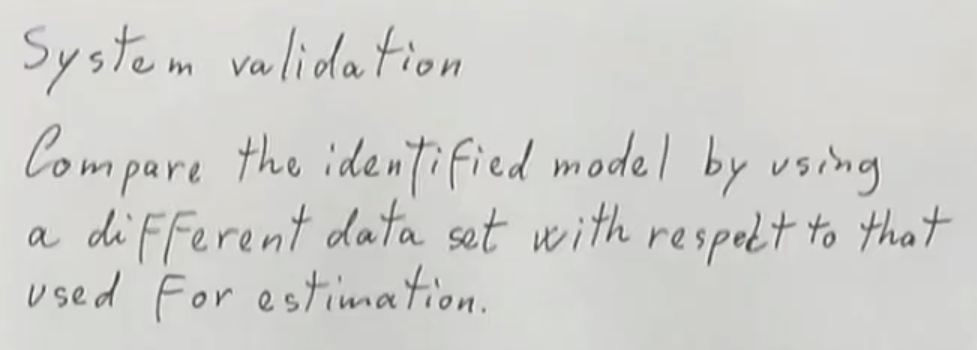 System validation
Compare the identified model by using
a different data set with respect to that
used for estimation.